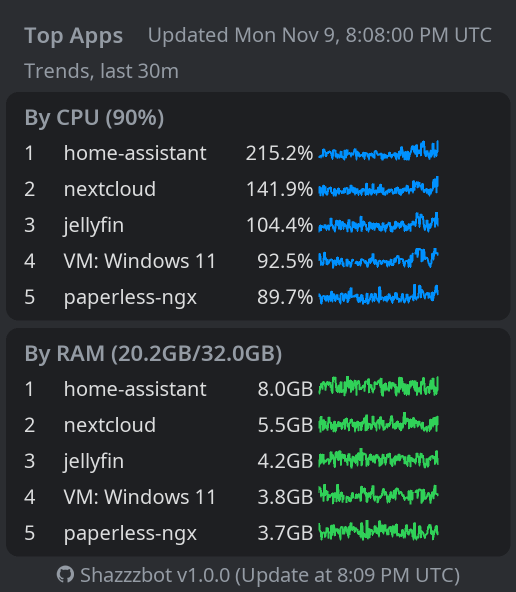 Top Apps Updated Mon Nov 9, 8:08:00 PM UTC
Trends, last 30m
By CPU (90%)
1 home-assistant 215.2%
2 nextcloud 141.9%
3 jellyfin 104.4%
4 VM: Windows 11 92.5%
5 paperless-ngx 89.7%
By RAM (20.2GB/32.0GB)
1 home-assistant 8.0GB
2 nextcloud 5.5GB
3 jellyfin 4.2GB
4 VM: Windows 11 3.8GB
5 paperless-ngx 3.7GB
Shazzzbot v1.0.0 (Update at 8:09 PM UTC)